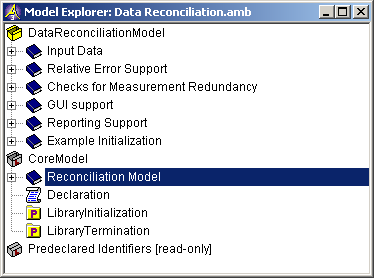 Model Explorer: Data Reconciliation.amb
DataReconciliationModel
Input Data
Relative Error Support
Checks for Measurement Redundancy
GUI support
Reporting Support
Example Initialization
CoreModel
Reconciliation Model
Declaration
P LibraryInitialization
P LibraryTermination
Predeclared Identifiers [read-only]